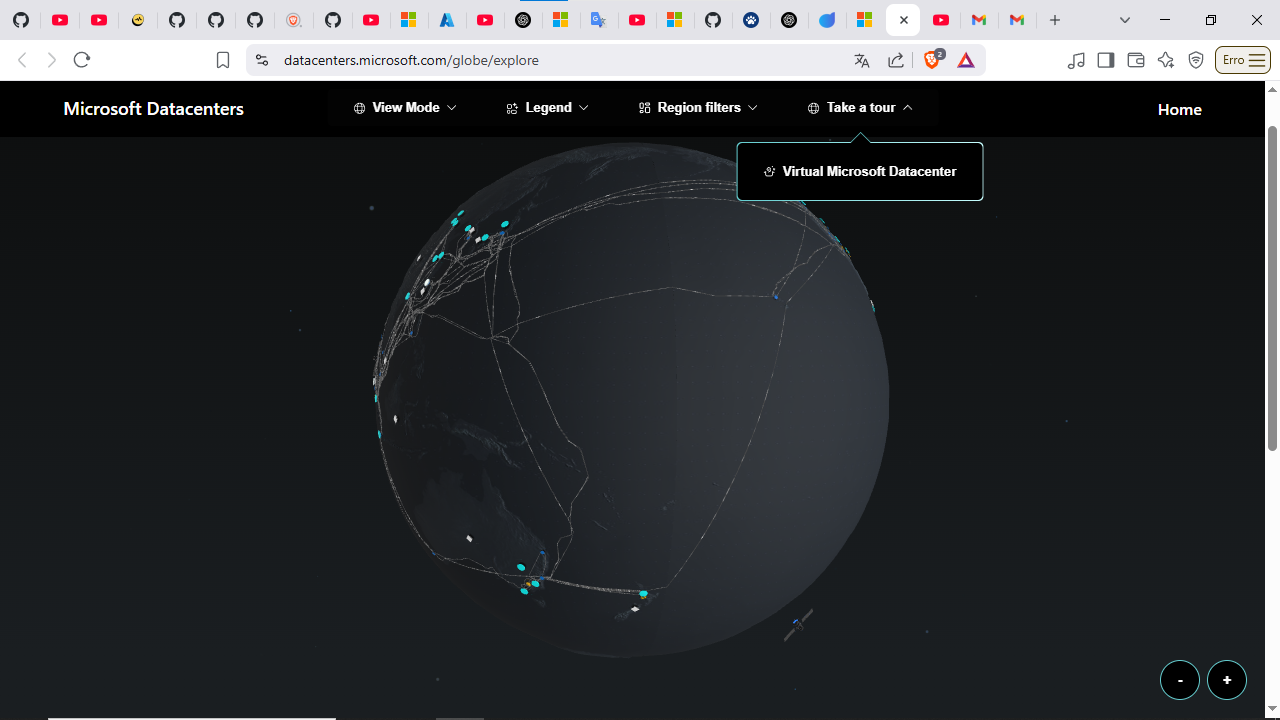 datacenters.microsoft.com/globe/explore
2
Erro
Microsoft Datacenters
View Mode
Legend
Region filters
Take a tour
Home
Virtual Microsoft Datacenter
- +